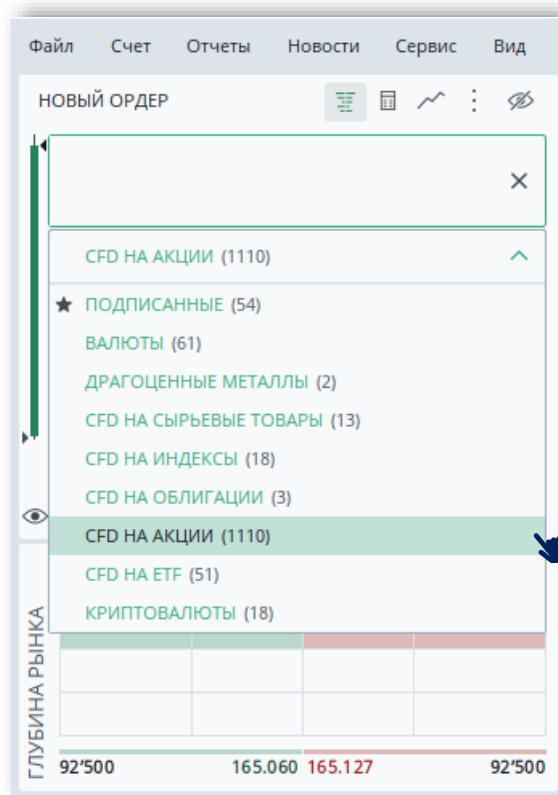 Файл Счет Отчеты Новости Сервис Вид
НОВЫЙ ОРДЕР
CFD НА АКЦИИ (1110)
ПОДПИСАННЫЕ (54)
ВАЛЮТЫ (61)
ДРАГОЦЕННЫЕ МЕТАЛЛЫ (2)
CFD НА СЫРЬЕВЫЕ ТОВАРЫ (13)
CFD НА ИНДЕКСЫ (18)
CFD НА ОБЛИГАЦИИ (3)
CFD НА АКЦИИ (1110)
CFD НА ETF (51)
КРИПТОВАЛЮТЫ (18)
ГЛУБИНА РЫНКА
92'500 165.060 165.127 92'500